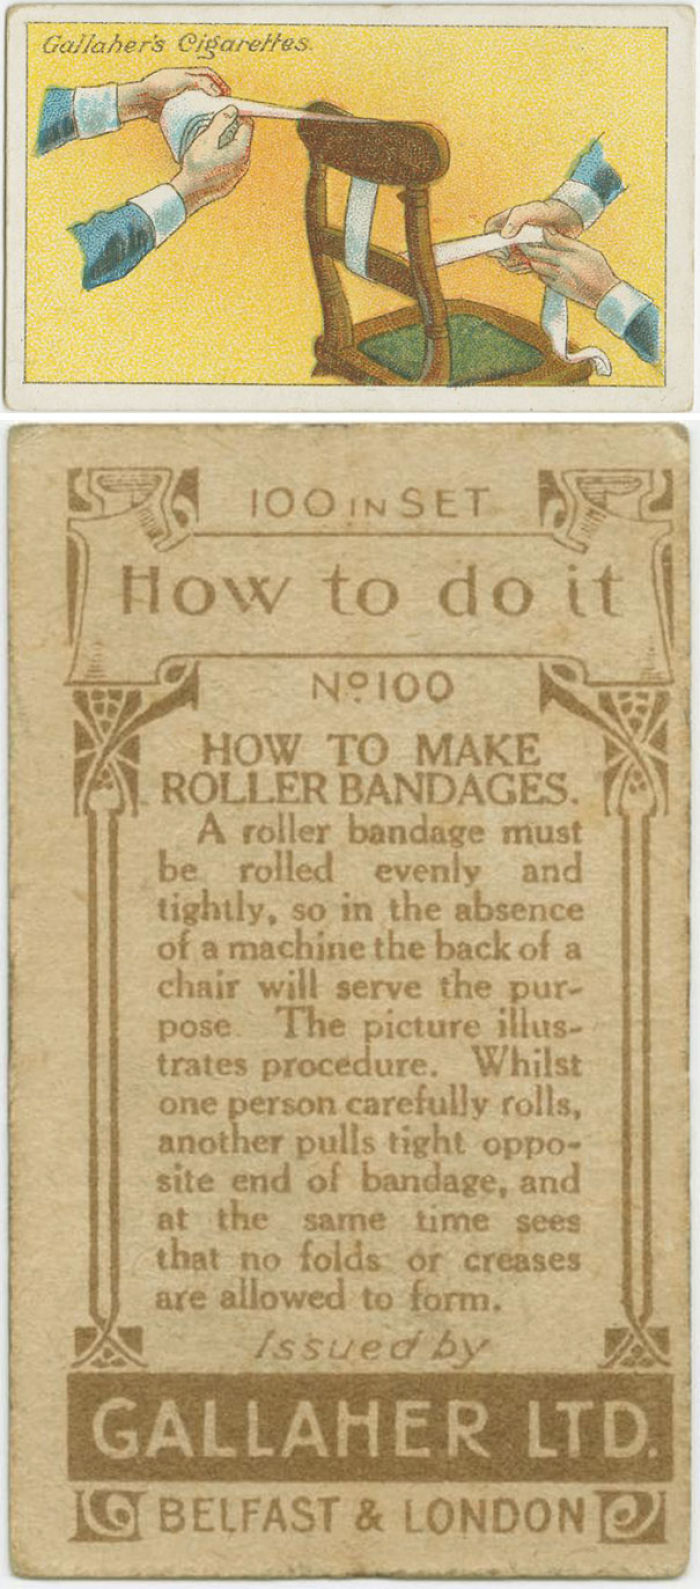 Gallaher's Cigarettes.
100 IN SET
How to do it
Nº 100
HOW TO MAKE
ROLLER BANDAGES.
A roller bandage must
be rolled evenly and
tightly, so in the absence
of a machine the back of a
chair will serve the pur-
pose. The picture illus-
trates procedure. Whilst
one person carefully rolls,
another pulls tight oppo-
site end of bandage, and
at the same time sees
that no folds or creases
are allowed to form.
Issued by
GALLAHER LTD.
BELFAST & LONDON